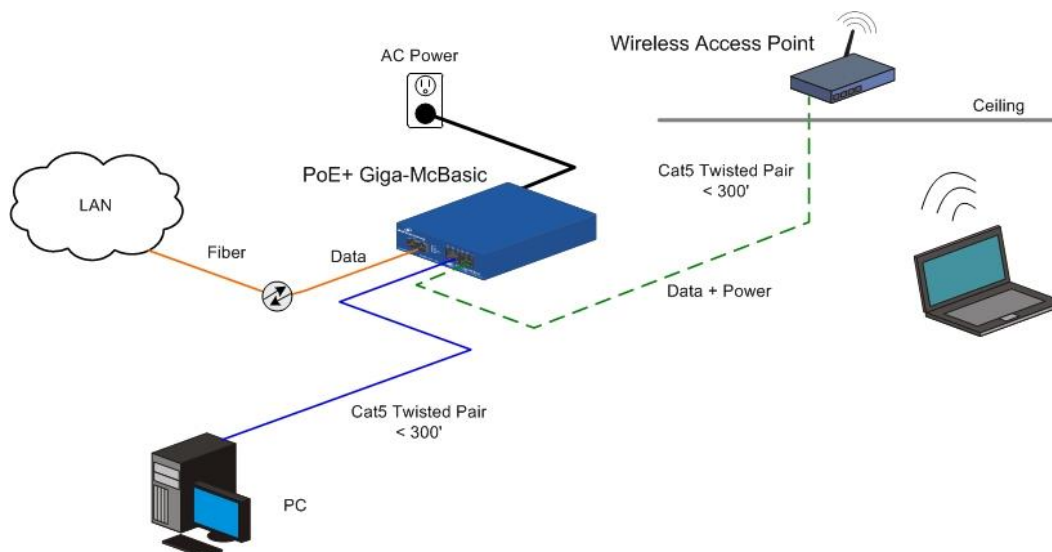 Wireless Access Point
AC Power
Ceiling
Cat5 Twisted Pair
< 300'
PoE+ Giga-McBasic
LAN
Fiber
Data
Data + Power
Cat5 Twisted Pair
< 300'
PC